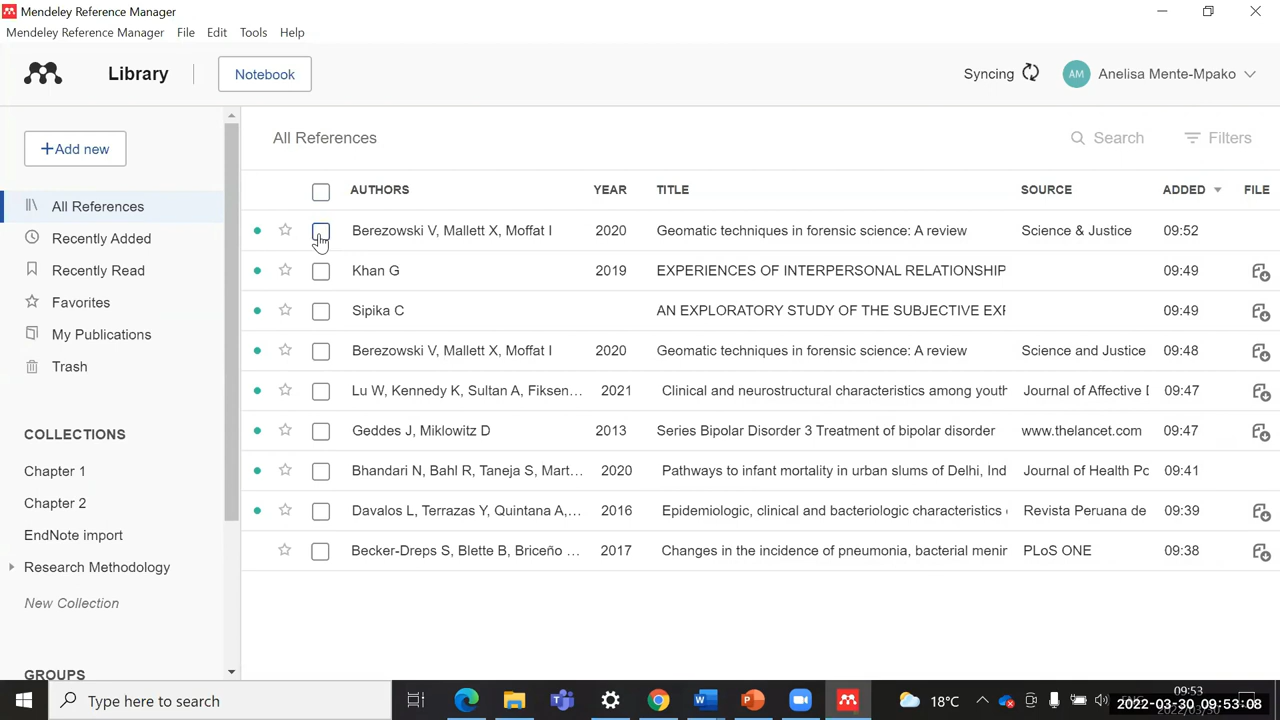 Mendeley Reference Manager
Mendeley Reference Manager File Edit Tools Help
Library Notebook Syncing AM Anelisa Mente-Mpako
+Add new
All References
Recently Added
Recently Read
Favorites
My Publications
Trash
COLLECTIONS
Chapter 1
Chapter 2
EndNote import
Research Methodology
New Collection
GROUPS
All References Search Filters
AUTHORS YEAR TITLE SOURCE ADDED FILE
Berezowski V, Mallett X, Moffat I 2020 Geomatic techniques in forensic science: A review Science & Justice 09:52
Khan G 2019 EXPERIENCES OF INTERPERSONAL RELATIONSHIP 09:49
Sipika C AN EXPLORATORY STUDY OF THE SUBJECTIVE 09:49
Berezowski V, Mallett X, Moffat I 2020 Geomatic techniques in forensic science: A review Science and Justice 09:48
Lu W, Kennedy K, Sultan A, Fiksen... 2021 Clinical and neurostructural characteristics among youth Journal of Affective 09:47
Geddes J, Miklowitz D 2013 Series Bipolar Disorder 3 Treatment of bipolar disorder www.thelancet.com 09:47
Bhandari N, Bahl R, Taneja S, Mart... 2020 Pathways to infant mortality in urban slums of Delhi, Ind Journal of Health 09:41
Davalos L, Terrazas Y, Quintana A,... 2016 Epidemiologic, clinical and bacteriologic characteristics Revista Peruana de 09:39
Becker-Dreps S, Blette B, Briceño ... 2017 Changes in the incidence of pneumonia, bacterial PLoS ONE 09:38
Type here to search 18°C 09:53
2022-03-30 09:53:08